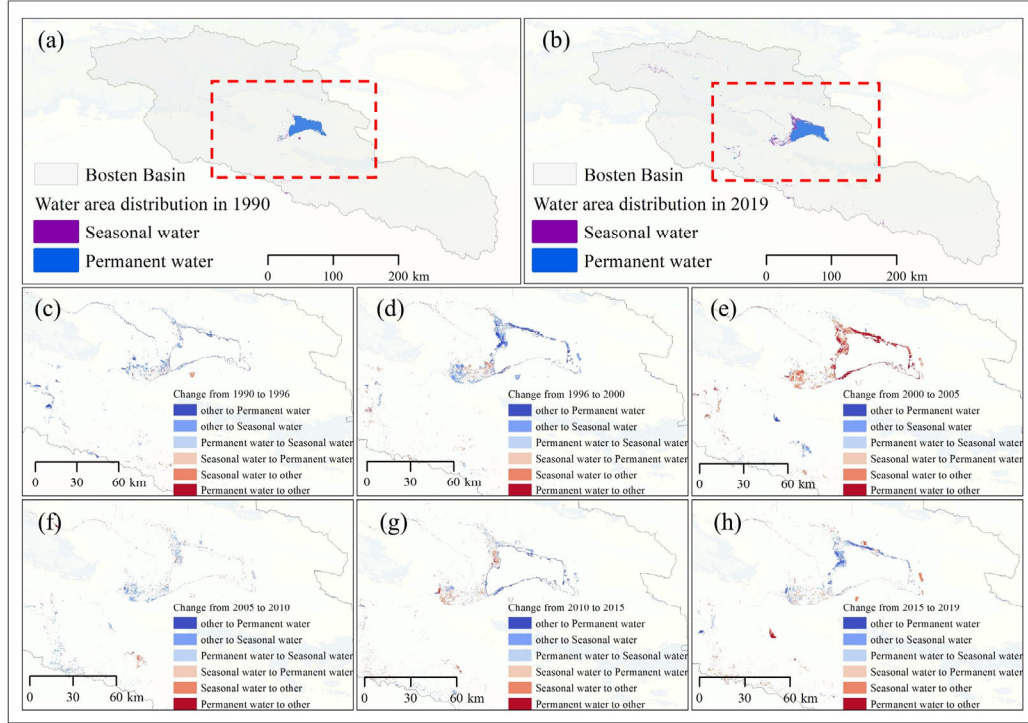 (a)
Bosten Basin
Water area distribution in 1990
Seasonal water
Permanent water
0 100 200 km
(b)
Bosten Basin
Water area distribution in 2019
Seasonal water
Permanent water
0 100 200 km
(c)
Change from 1990 to 1996
other to Permanent water
other to Seasonal water
Permanent water to Seasonal water
Seasonal water to Permanent water
Seasonal water to other
Permanent water to other
0 30 60 km
(d)
Change from 1996 to 2000
other to Permanent water
other to Seasonal water
Permanent water to Seasonal water
Seasonal water to Permanent water
Seasonal water to other
Permanent water to other
0 30 60 km
(e)
Change from 2000 to 2005
other to Permanent water
other to Seasonal water
Permanent water to Seasonal water
Seasonal water to Permanent water
Seasonal water to other
Permanent water to other
0 30 60 km
(f)
Change from 2005 to 2010
other to Permanent water
other to Seasonal water
Permanent water to Seasonal water
Seasonal water to Permanent water
Seasonal water to other
Permanent water to other
0 30 60 km
(g)
Change from 2010 to 2015
other to Permanent water
other to Seasonal water
Permanent water to Seasonal water
Seasonal water to Permanent water
Seasonal water to other
Permanent water to other
0 30 60 km
(h)
Change from 2015 to 2019
other to Permanent water
other to Seasonal water
Permanent water to Seasonal water
Seasonal water to Permanent water
Seasonal water to other
Permanent water to other
0 30 60 km